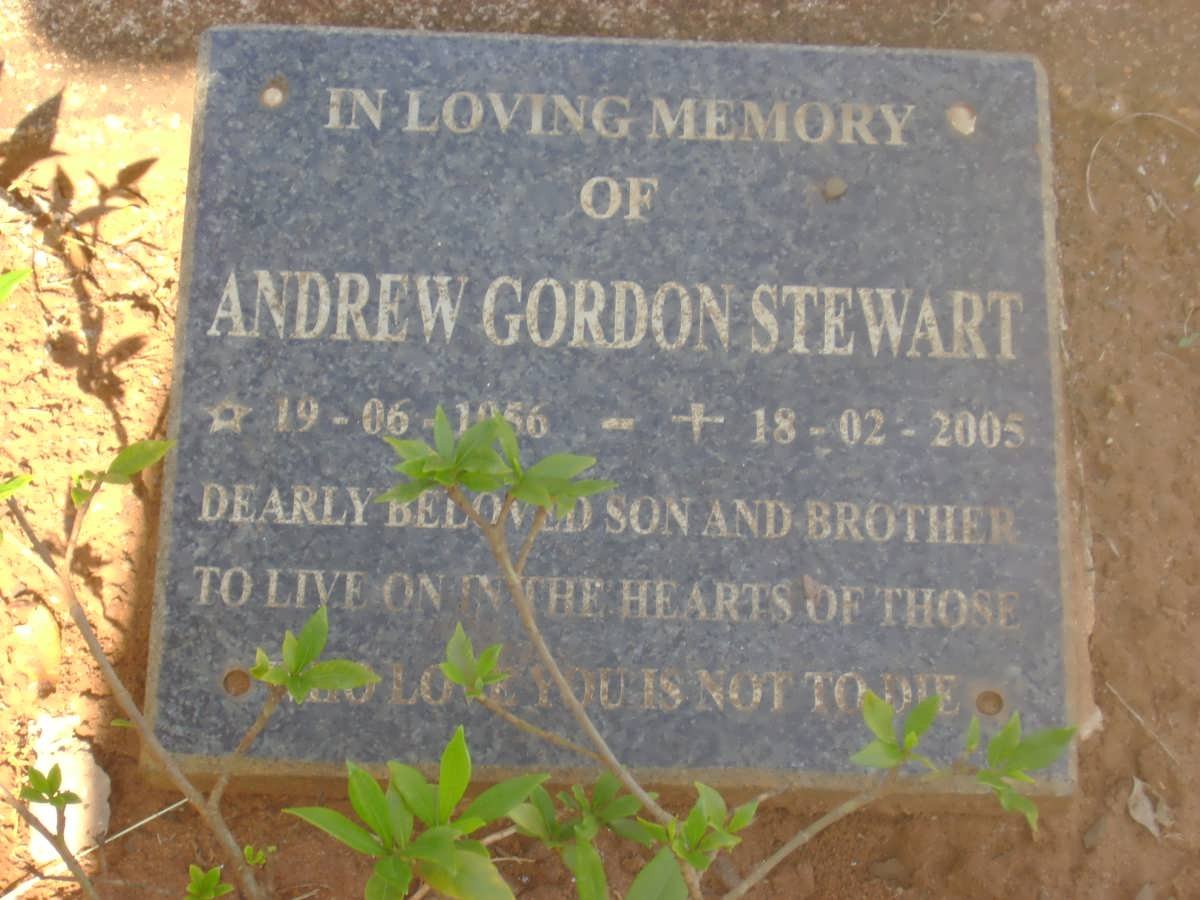 IN LOVING MEMORY
OF
ANDREW GORDON STEWART
19 - 06 - 1956 - 18 - 02 - 2005
DEARLY BELOVED SON AND BROTHER
TO LIVE ON IN THE HEARTS OF THOSE
WHO LOVE YOU IS NOT TO DIE